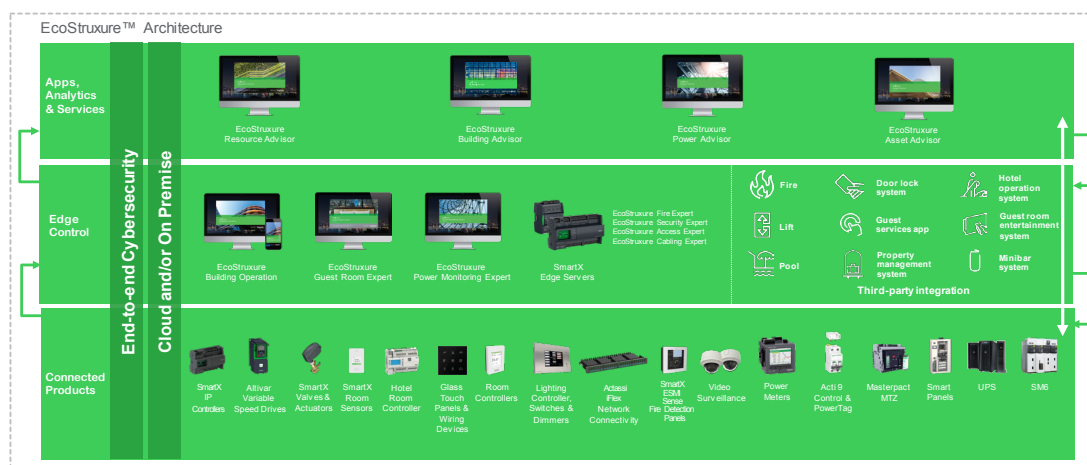 EcoStruxure™ Architecture
Apps,
Analytics
& Services
End-to-end Cybersecurity
Cloud and/or On Premise
EcoStruxure
Resource Advisor
EcoStruxure
Building Advisor
EcoStruxure
Power Advisor
EcoStruxure
Asset Advisor
Edge
Control
EcoStruxure
Building Operation
EcoStruxure
Guest Room Expert
EcoStruxure
Power Monitoring Expert
EcoStruxure Fire Expert
EcoStruxure Security Expert
EcoStruxure Access Expert
EcoStruxure Cabling Expert
SmartX
Edge Servers
Fire
Door lock
system
Hotel
operation
system
Lift
Guest
services app
Guest room
entertainment
system
Pool
Property
management
system
Minibar
system
Third-party integration
Connected
Products
SmartX
IP
Controllers
Altivar
Variable
Speed Drives
SmartX
Valves &
Actuators
SmartX
Room
Sensors
Hotel
Room
Controller
Glass
Touch
Panels &
Wiring
Devices
Room
Controllers
Lighting
Controller,
Switches &
Dimmers
Actassi
iFlex
Network
Connectivity
SmartX
ESMI
Sense
Fire Detection
Panels
Video
Surveillance
Power
Meters
Acti 9
Control &
PowerTag
Masterpact
MTZ
Smart
Panels
UPS
SM6